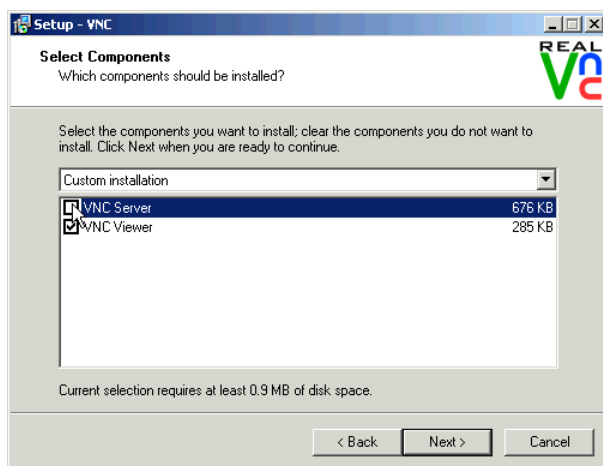 Setup - VNC
Select Components
Which components should be installed?
REAL
VNC
Select the components you want to install; clear the components you do not want to
install. Click Next when you are ready to continue.
Custom installation
VNC Server 676 KB
VNC Viewer 285 KB
Current selection requires at least 0.9 MB of disk space.
< Back Next > Cancel